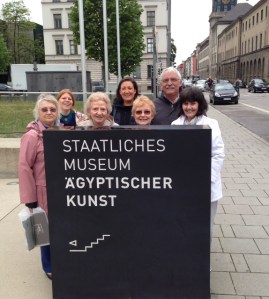 STAATLICHES
MUSEUM
ÄGYPTISCHER
KUNST